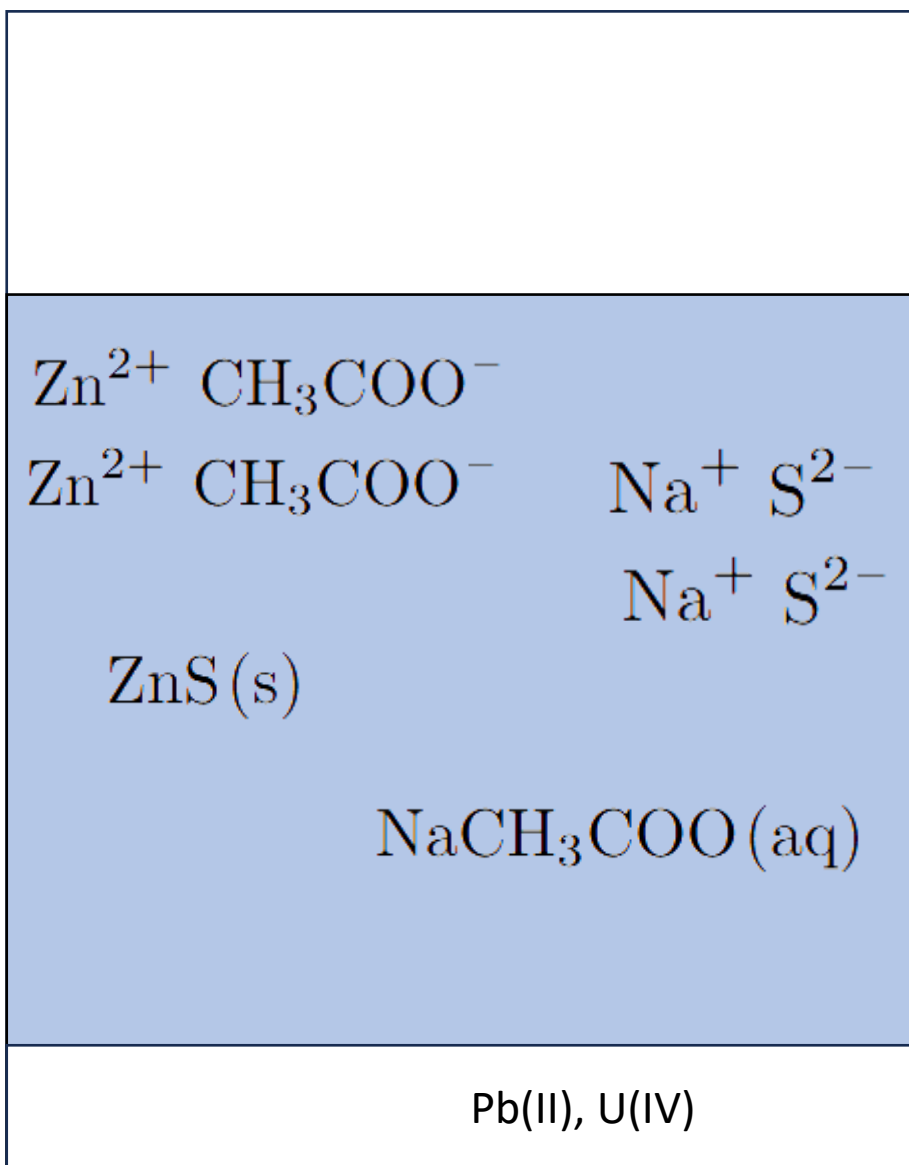 Zn²⁺ CH₃COO⁻
Zn²⁺ CH₃COO⁻ Na⁺ S²⁻
Na⁺ S²⁻
ZnS(s)
NaCH₃COO(aq)
Pb(II), U(IV)